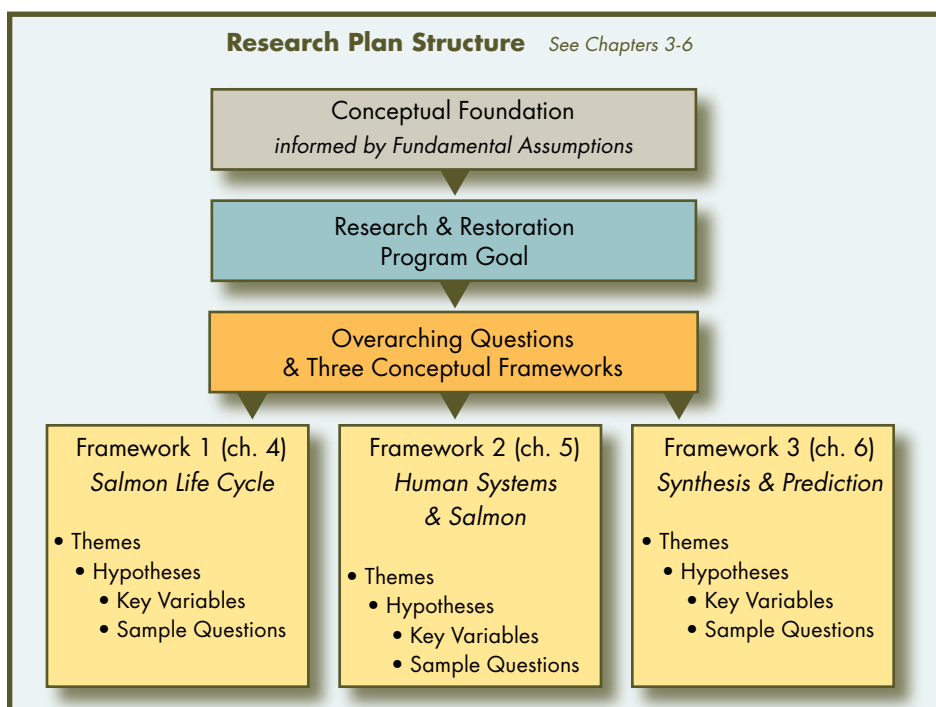 Research Plan Structure See Chapters 3-6
Conceptual Foundation
informed by Fundamental Assumptions
Research & Restoration
Program Goal
Overarching Questions
& Three Conceptual Frameworks
Framework 1 (ch. 4)
Salmon Life Cycle
• Themes
• Hypotheses
• Key Variables
• Sample Questions
Framework 2 (ch. 5)
Human Systems
& Salmon
• Themes
• Hypotheses
• Key Variables
• Sample Questions
Framework 3 (ch. 6)
Synthesis & Prediction
• Themes
• Hypotheses
• Key Variables
• Sample Questions